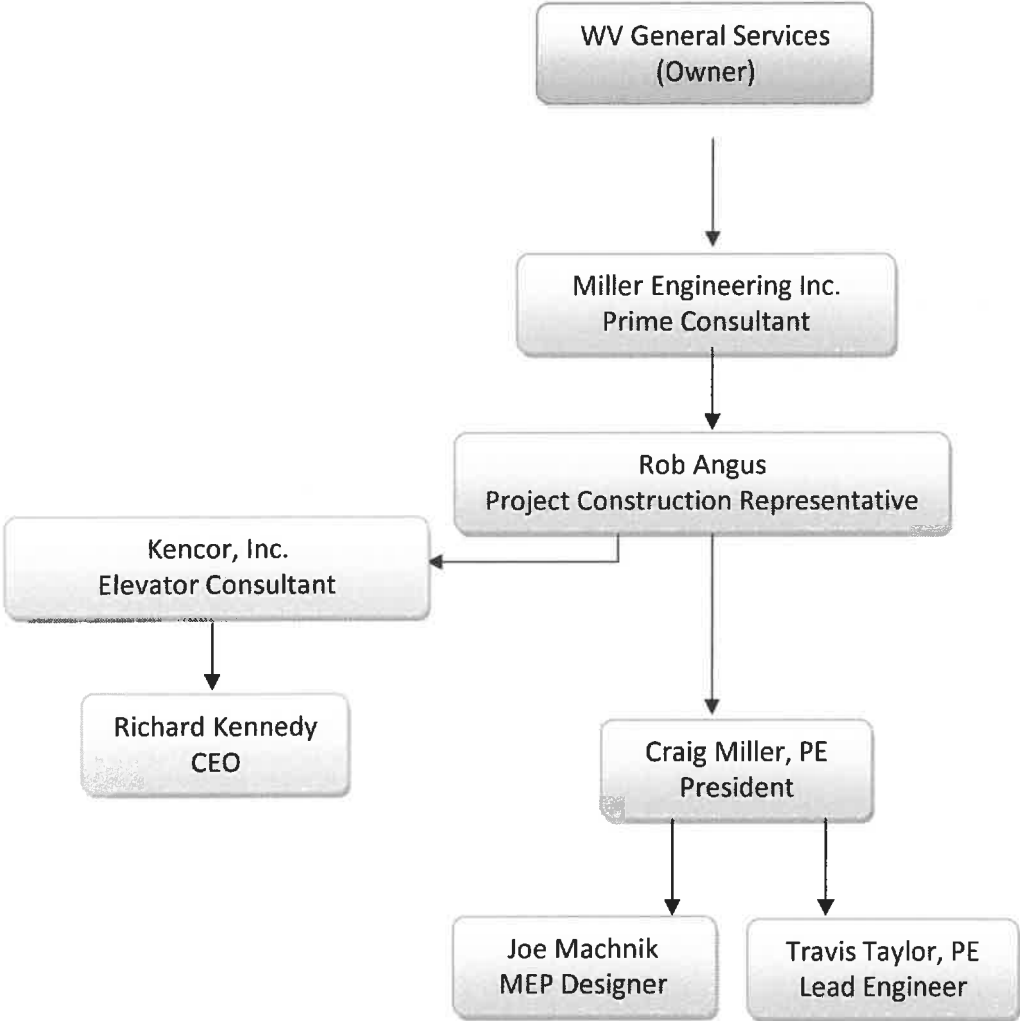 WV General Services
(Owner)
Miller Engineering Inc.
Prime Consultant
Rob Angus
Project Construction Representative
Kencor, Inc.
Elevator Consultant
Richard Kennedy
CEO
Craig Miller, PE
President
Joe Machnik
MEP Designer
Travis Taylor, PE
Lead Engineer